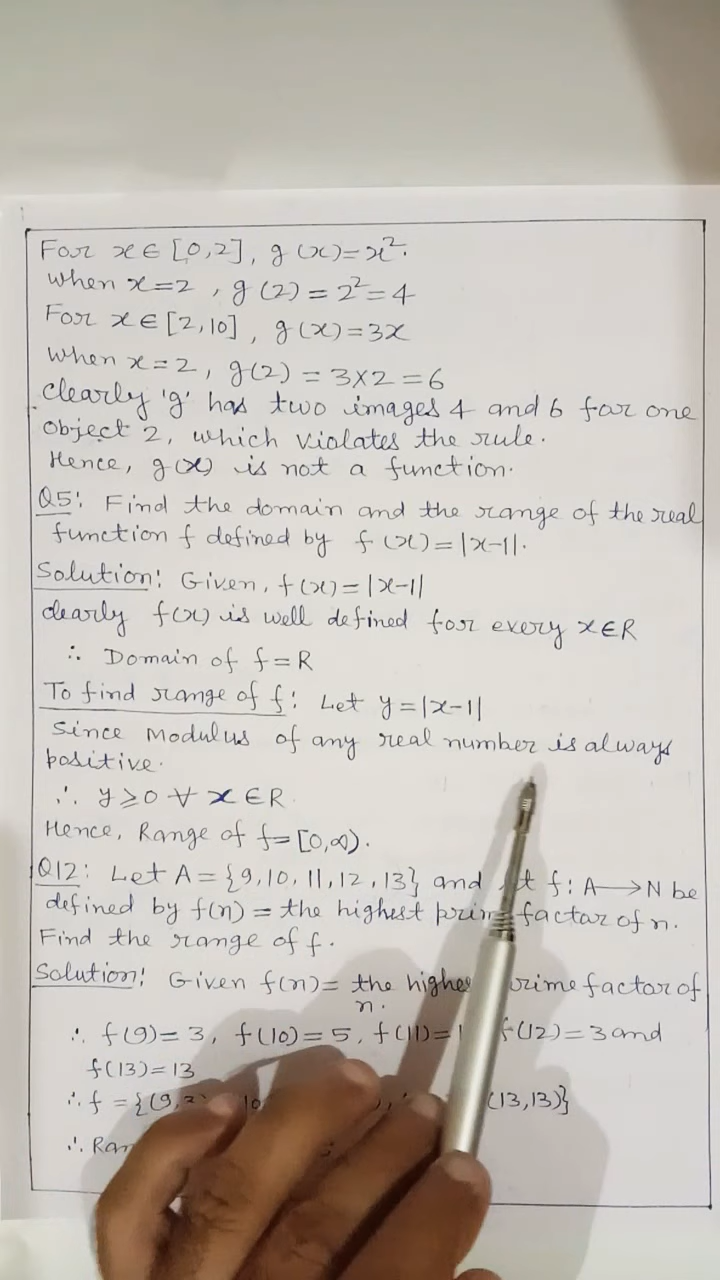 For x ∈ [0,2], g(x)=x².
when x=2 , g(2) = 2²=4
For x ∈ [2,10] , g(x)=3x
when x=2, g(2) = 3×2 =6
clearly 'g' has two images 4 and 6 for one
object 2, which violates the rule.
Hence, g(x) is not a function.
Q5: Find the domain and the range of the real
function f defined by f(x)=|x-1|.
Solution: Given, f(x)=|x-1|
clearly f(x) is well defined for every x∈R
∴ Domain of f=R
To find range of f: Let y=|x-1|
Since Modulus of any real number is always
positive.
∴ y≥0 ∀ x ∈R
Hence, Range of f=[0,∞).
Q12: Let A={9,10,11,12,13} and f: A→N be
defined by f(n) = the highest factor of n.
Find the range of f.
Solution: Given f(n)= the factor of
n.
∴ f(9)=3, f(10)=5, f(11)= f(12)=3 and
f(13)=13
∴ f = {(9, 10 (13,13)}
∴